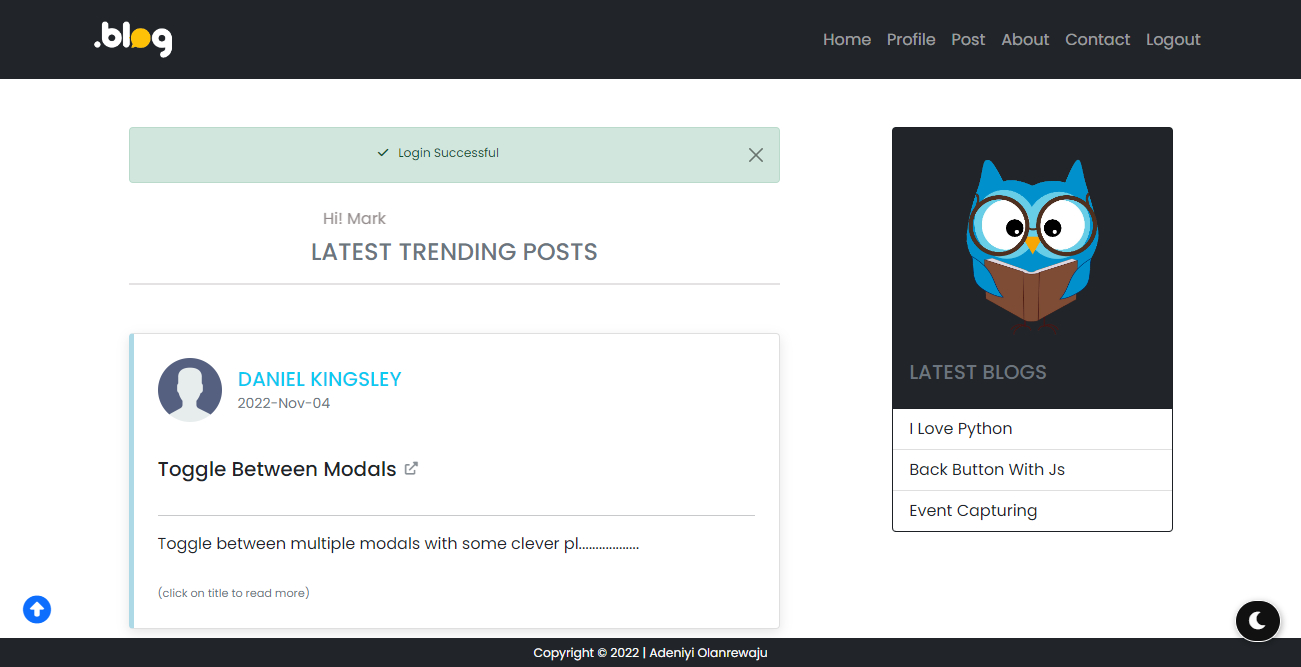 .blog
Home Profile Post About Contact Logout
Login Successful
Hi! Mark
LATEST TRENDING POSTS
DANIEL KINGSLEY
2022-Nov-04
Toggle Between Modals
Toggle between multiple modals with some clever pl..................
(click on title to read more)
LATEST BLOGS
I Love Python
Back Button With Js
Event Capturing
Copyright © 2022 | Adeniyi Olanrewaju